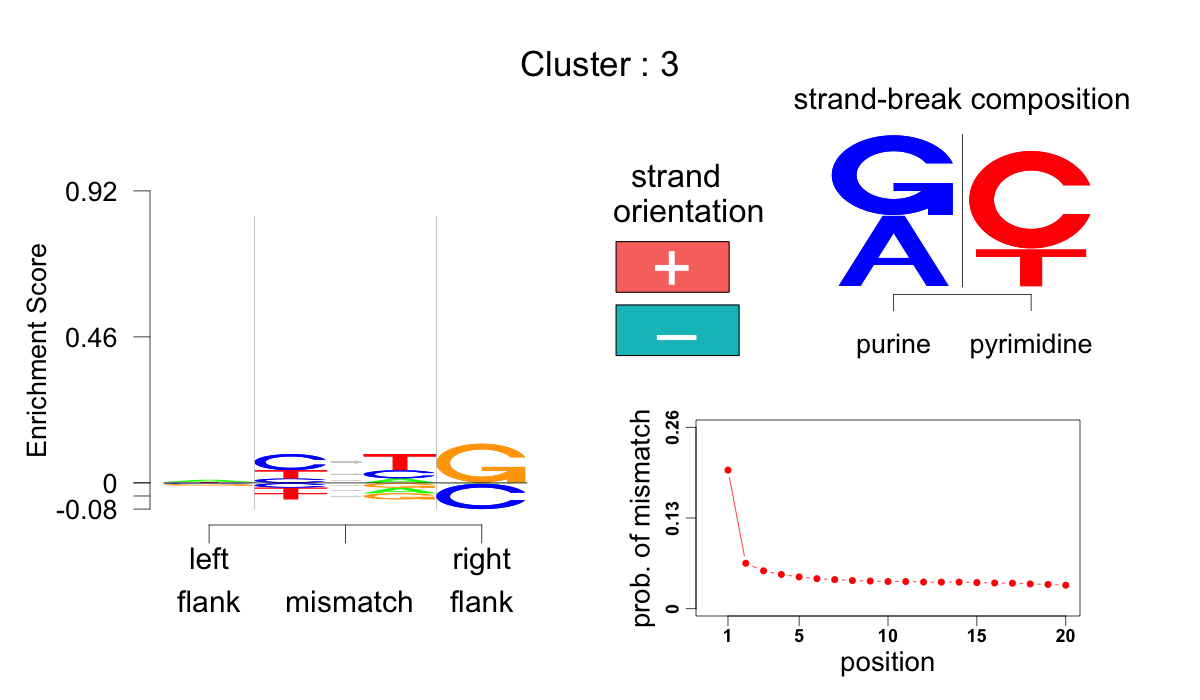 Cluster : 3
strand-break composition
G C
A T
purine pyrimidine
strand
orientation
+
–
Enrichment Score
0.92
0.46
0
-0.08
C T G
T C C
left
flank
mismatch
right
flank
prob. of mismatch
0.26
0.13
0
1 5 10 15 20
position